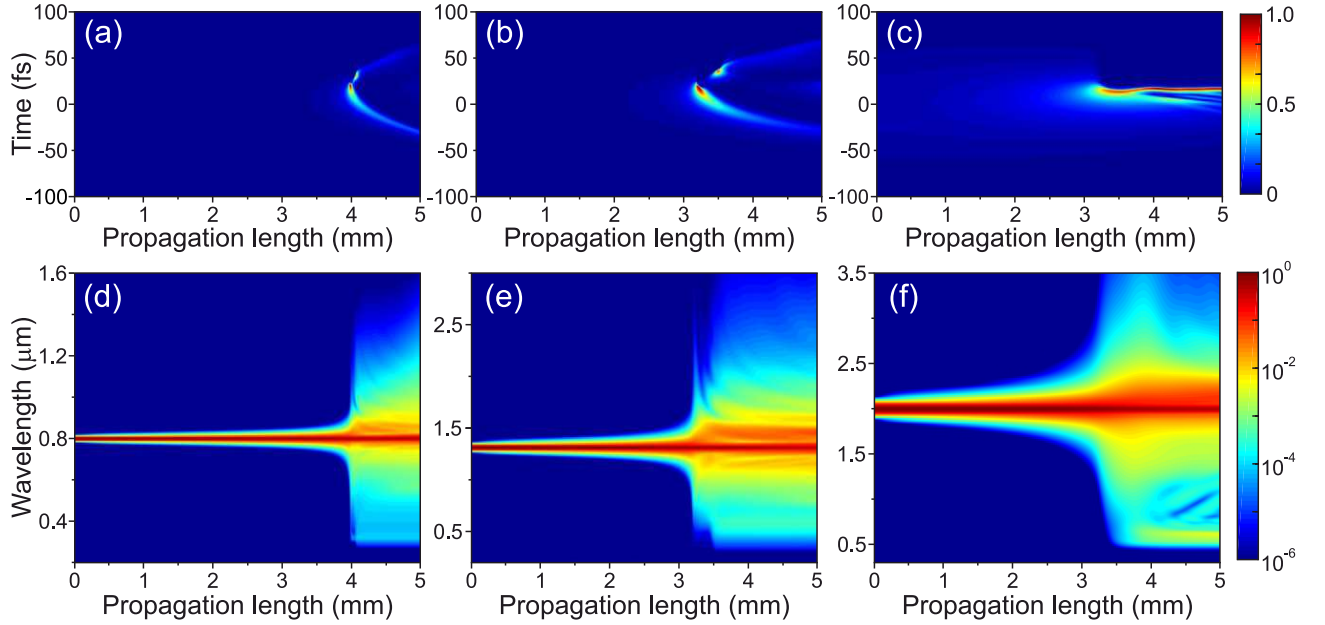 (a) (b) (c)
Time (fs)
100 50 0 -50 -100
100 50 0 -50 -100
100 50 0 -50 -100
1.0 0.5 0
0 1 2 3 4 5
0 1 2 3 4 5
0 1 2 3 4 5
Propagation length (mm) Propagation length (mm) Propagation length (mm)
(d) (e) (f)
Wavelength (μm)
1.6 1.2 0.8 0.4
2.5 1.5 0.5
3.5 2.5 1.5 0.5
10^0 10^-2 10^-4 10^-6
0 1 2 3 4 5
0 1 2 3 4 5
0 1 2 3 4 5
Propagation length (mm) Propagation length (mm) Propagation length (mm)